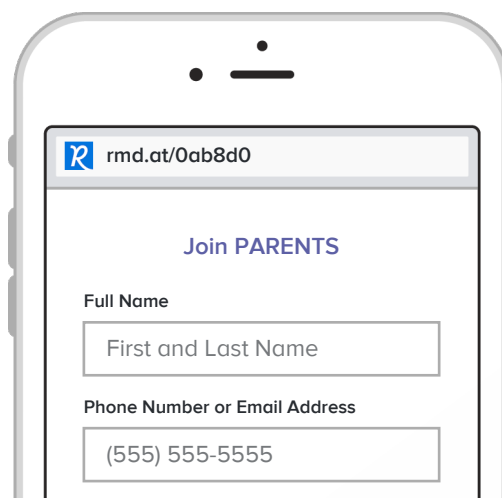 rmd.at/0ab8d0
Join PARENTS
Full Name
First and Last Name
Phone Number or Email Address
(555) 555-5555